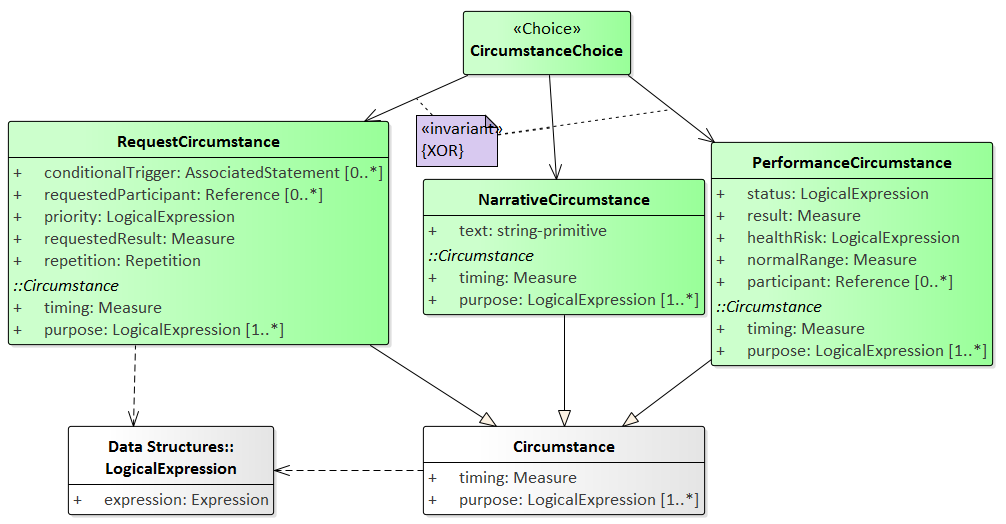 «Choice»
CircumstanceChoice
«invariant»
{XOR}
RequestCircumstance
+ conditionalTrigger: AssociatedStatement [0..*]
+ requestedParticipant: Reference [0..*]
+ priority: LogicalExpression
+ requestedResult: Measure
+ repetition: Repetition
::Circumstance
+ timing: Measure
+ purpose: LogicalExpression [1..*]
NarrativeCircumstance
+ text: string-primitive
::Circumstance
+ timing: Measure
+ purpose: LogicalExpression [1..*]
PerformanceCircumstance
+ status: LogicalExpression
+ result: Measure
+ healthRisk: LogicalExpression
+ normalRange: Measure
+ participant: Reference [0..*]
::Circumstance
+ timing: Measure
+ purpose: LogicalExpression [1..*]
Data Structures::
LogicalExpression
+ expression: Expression
Circumstance
+ timing: Measure
+ purpose: LogicalExpression [1..*]